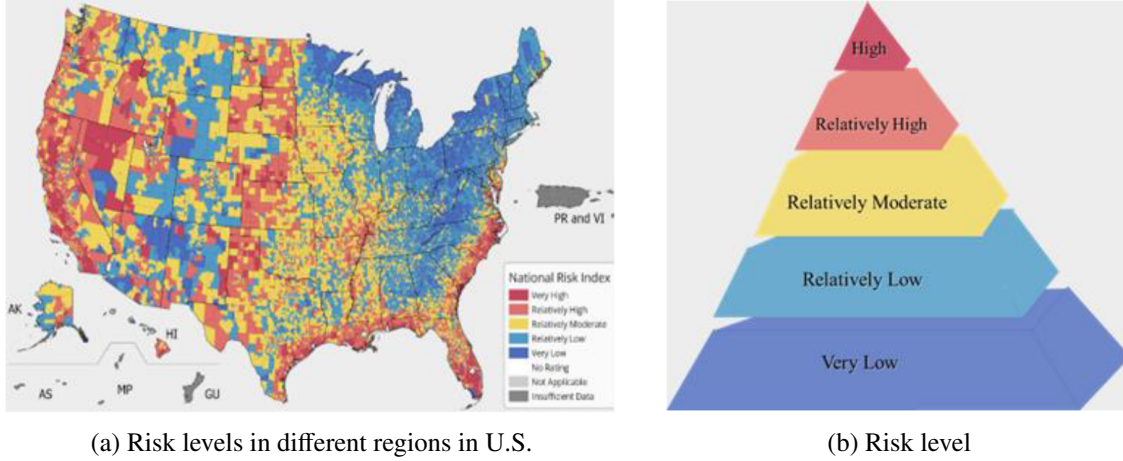 PR and VI
AK
HI
AS
MP
GU
National Risk Index
Very High
Relatively High
Relatively Moderate
Relatively Low
Very Low
No Rating
Not Applicable
Insufficient Data
(a) Risk levels in different regions in U.S.
High
Relatively High
Relatively Moderate
Relatively Low
Very Low
(b) Risk level